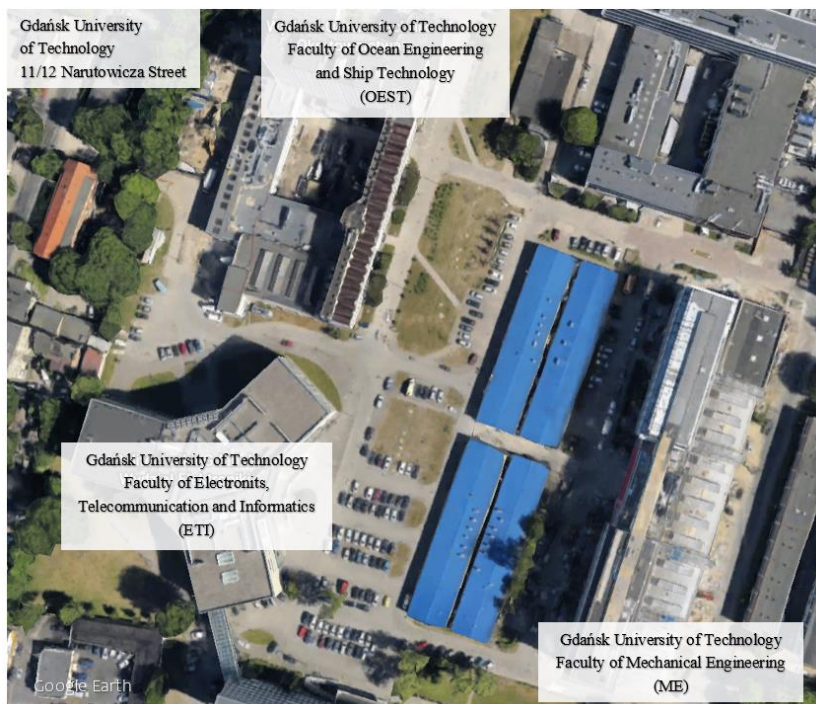 Gdańsk University
of Technology
11/12 Narutowicza Street
Gdańsk University of Technology
Faculty of Ocean Engineering
and Ship Technology
(OEST)
Gdańsk University of Technology
Faculty of Electronits,
Telecommunication and Informatics
(ETI)
Gdańsk University of Technology
Faculty of Mechanical Engineering
(ME)
Google Earth